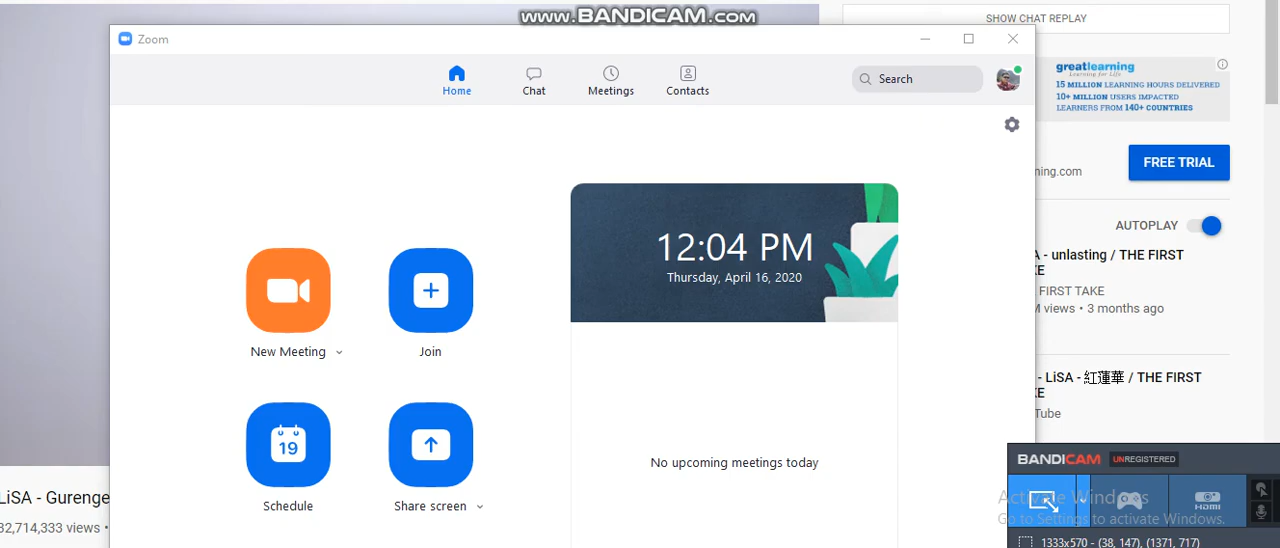 www.BANDICAM.com
SHOW CHAT REPLAY
Zoom
Home
Chat
Meetings
Contacts
Search
greatlearning
Learning for Life
15 MILLION LEARNING HOURS DELIVERED
10+ MILLION USERS IMPACTED
LEARNERS FROM 140+ COUNTRIES
ning.com
FREE TRIAL
AUTOPLAY
12:04 PM
Thursday, April 16, 2020
A - unlasting / THE FIRST
KE
FIRST TAKE
M views • 3 months ago
New Meeting
Join
- LiSA - 紅蓮華 / THE FIRST
KE
Tube
19
Schedule
Share screen
No upcoming meetings today
BANDICAM
UNREGISTERED
HDMI
Activate Windows
Go to Settings to activate Windows.
1333x570 - (38, 147), (1371, 717)
LiSA - Gurenge
32,714,333 views •